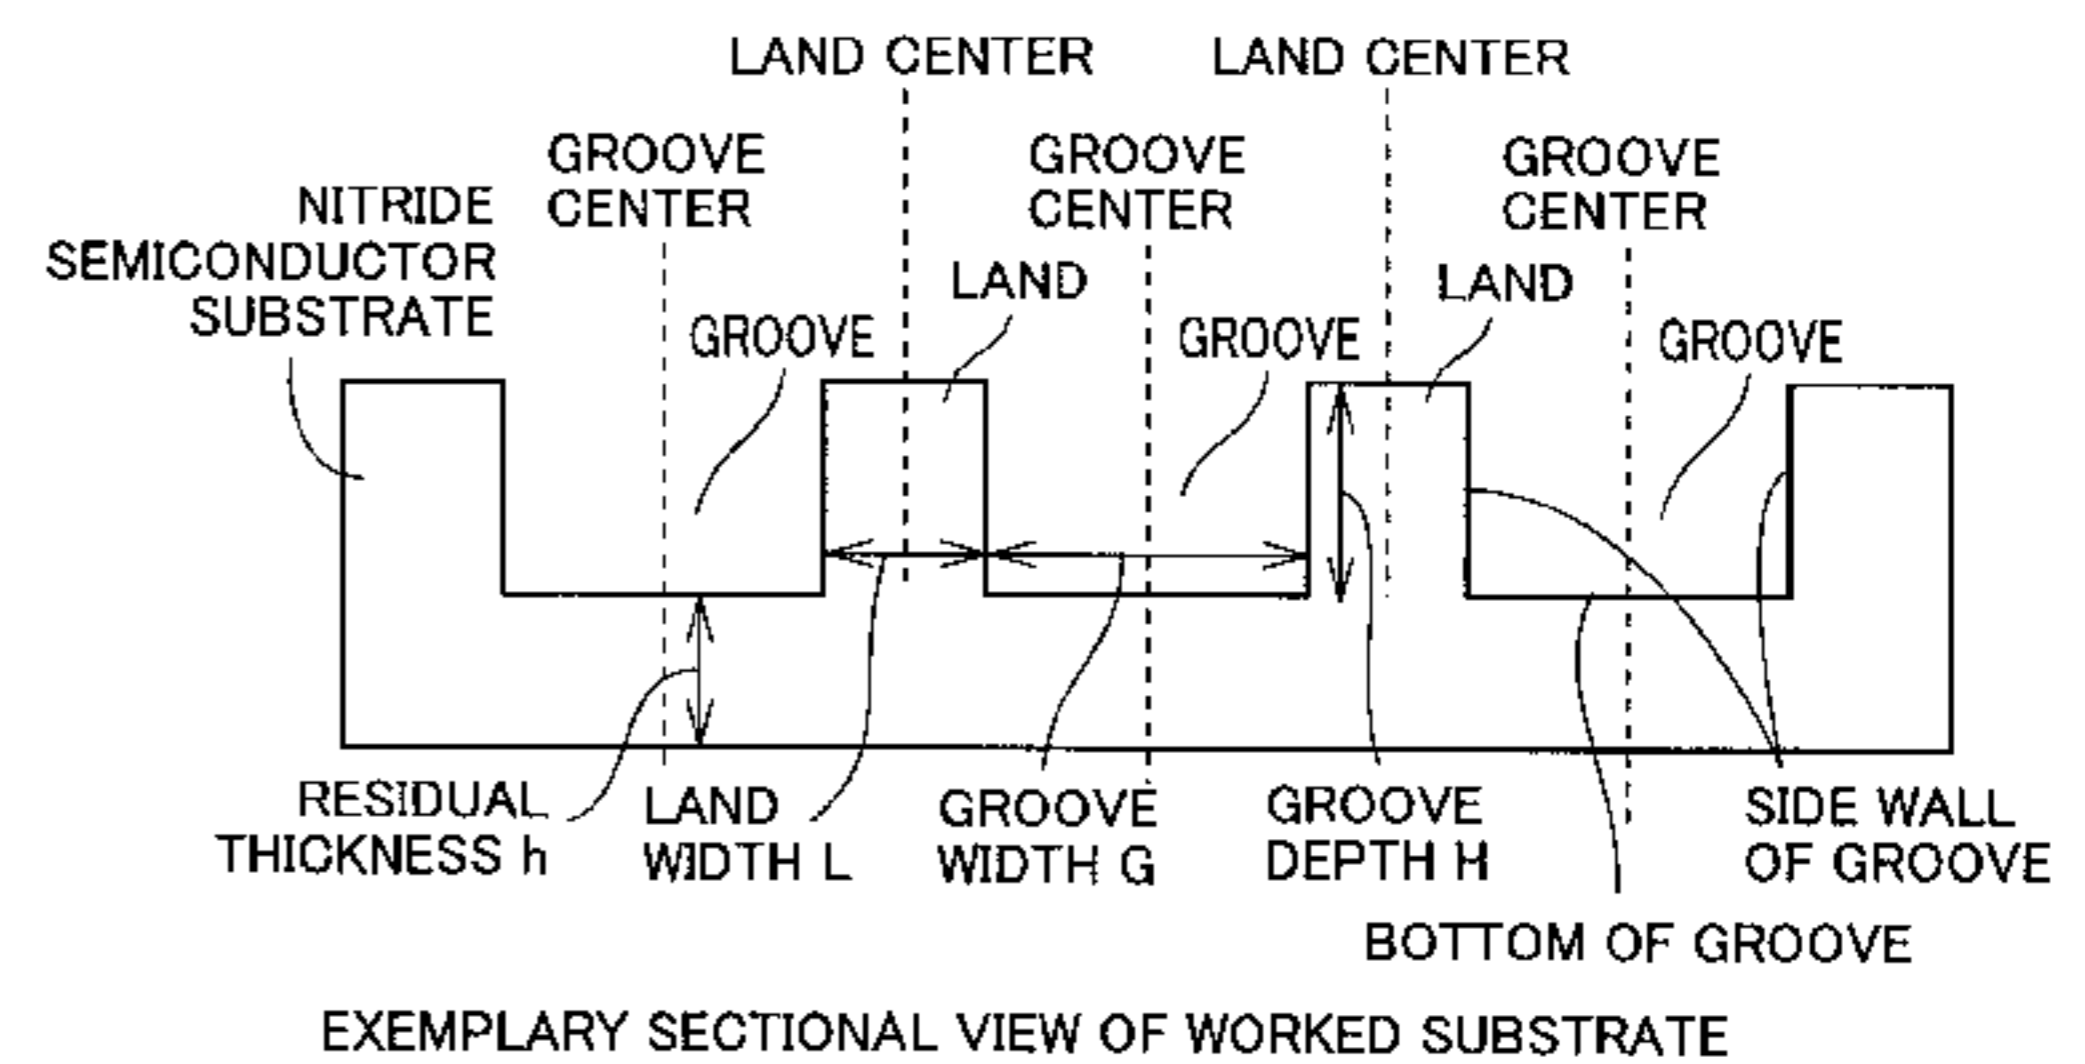 LAND CENTER
LAND CENTER
GROOVE
CENTER
GROOVE
CENTER
GROOVE
CENTER
NITRIDE
SEMICONDUCTOR
SUBSTRATE
LAND
LAND
GROOVE
GROOVE
GROOVE
RESIDUAL
THICKNESS h
LAND
WIDTH L
GROOVE
WIDTH G
GROOVE
DEPTH H
SIDE WALL
OF GROOVE
BOTTOM OF GROOVE
EXEMPLARY SECTIONAL VIEW OF WORKED SUBSTRATE